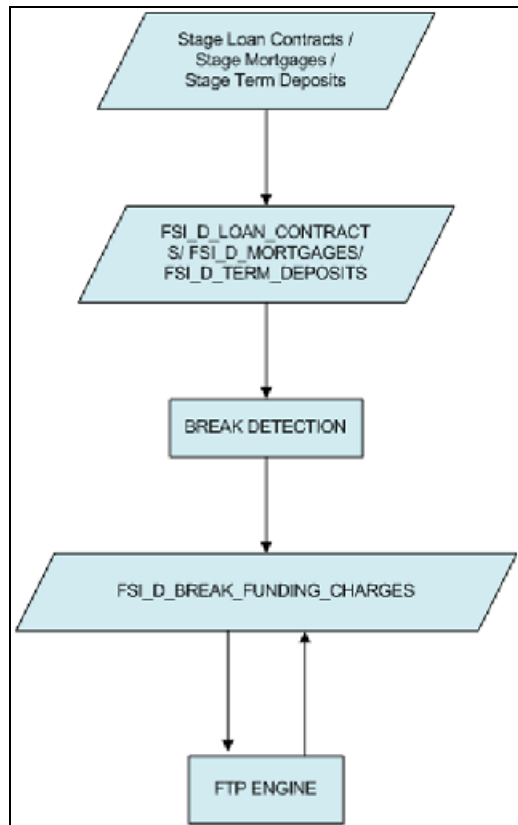 Stage Loan Contracts /
Stage Mortgages /
Stage Term Deposits
FSI_D_LOAN_CONTRACT
S/ FSI_D_MORTGAGES/
FSI_D_TERM_DEPOSITS
BREAK DETECTION
FSI_D_BREAK_FUNDING_CHARGES
FTP ENGINE